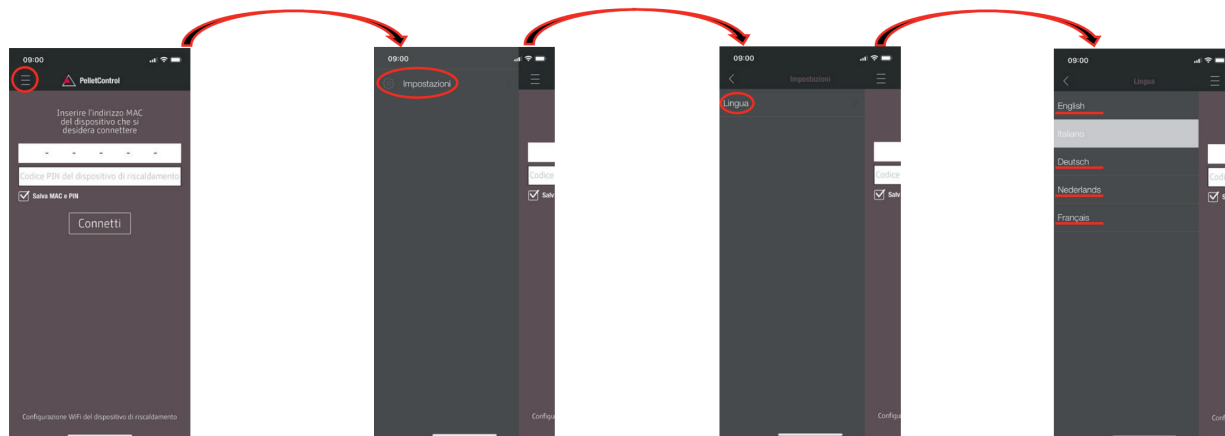 09:00
PelletControl
Inserire l'indirizzo MAC
del dispositivo che si
desidera connettere
- - - - -
Codice PIN del dispositivo di riscaldamento
Salva MAC e PIN
Connetti
Configurazione WiFi del dispositivo di riscaldamento
09:00
Impostazioni
Codice
Salv
Configu
09:00
Impostazioni
Lingua
Codice
Salv
Configu
09:00
Lingua
English
Italiano
Deutsch
Nederlands
Français
Codi
S
Conf